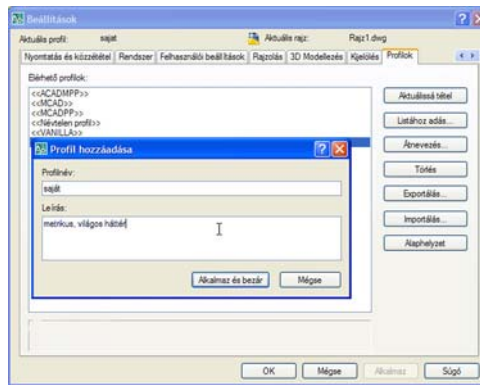 Beállítások
Aktuális profil: sajat Aktuális rajz: Rajz1.dwg
Nyomtatás és közzététel Rendszer Felhasználói beállítások Rajzolás 3D Modellezés Kijelölés Profilok
Elérhető profilok:
<<ACADMPP>>
<<MCAD>>
<<MCADPP>>
<<Névtelen profil>>
<<VANILLA>>
Aktuálissá tétel
Listához adás...
Átnevezés...
Törlés
Exportálás...
Importálás...
Alaphelyzet
Profil hozzáadása
Profilnév:
saját
Leírás:
metrikus, világos háttér
Alkalmaz és bezár Mégse
OK Mégse Alkalmaz Súgó